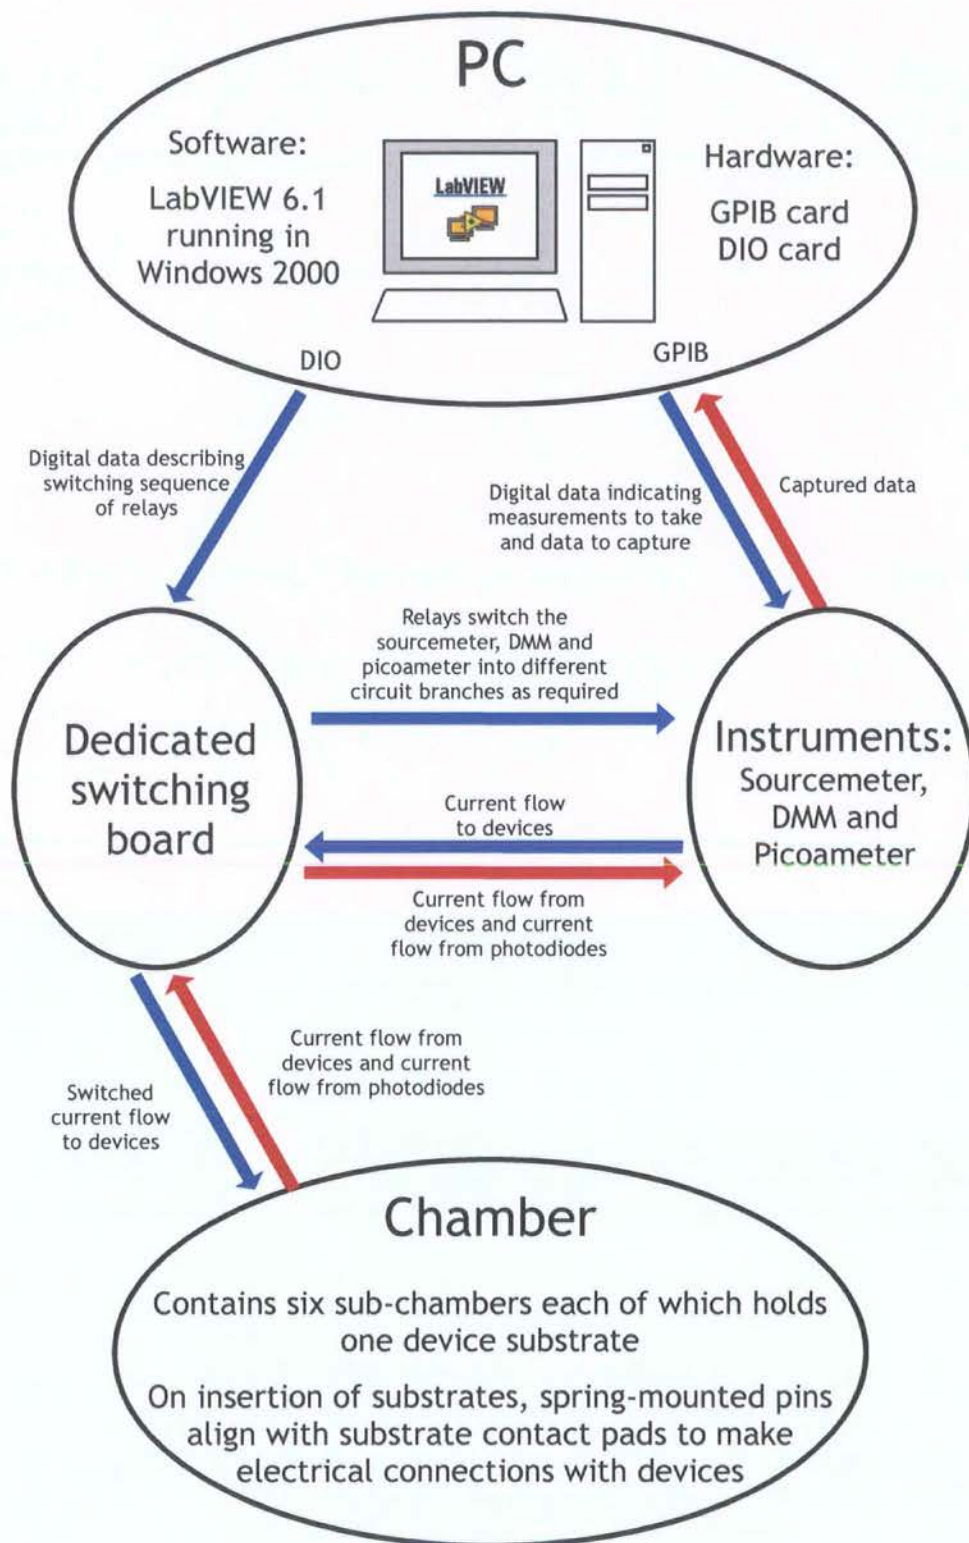 PC
Software:
LabVIEW 6.1
running in
Windows 2000
LabVIEW
Hardware:
GPIB card
DIO card
DIO
GPIB
Digital data describing
switching sequence
of relays
Digital data indicating
measurements to take
and data to capture
Captured data
Relays switch the
sourcemeter, DMM and
picoameter into different
circuit branches as required
Dedicated
switching
board
Instruments:
Sourcemeter,
DMM and
Picoameter
Current flow
to devices
Current flow from
devices and current
flow from photodiodes
Current flow from
devices and current
flow from photodiodes
Switched
current flow
to devices
Chamber
Contains six sub-chambers each of which holds
one device substrate
On insertion of substrates, spring-mounted pins
align with substrate contact pads to make
electrical connections with devices